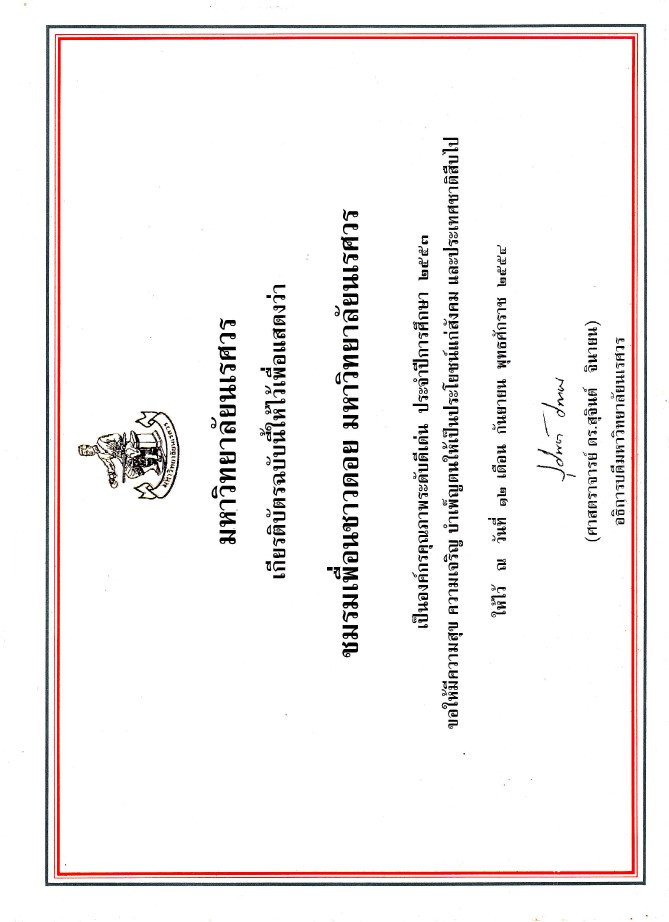 มหาวิทยาลัยนเรศวร
มหาวิทยาลัยนเรศวร
เกียรติบัตรฉบับนี้ให้ไว้เพื่อแสดงว่า
ชมรมเพื่อนชาวดอย มหาวิทยาลัยนเรศวร
เป็นองค์กรคุณภาพระดับดีเด่น ประจำปีการศึกษา ๒๕๕๓
ขอให้มีความสุข ความเจริญ บำเพ็ญตนให้เป็นประโยชน์แก่สังคม และประเทศชาติสืบไป
ให้ไว้ ณ วันที่ ๑๒ เดือน กันยายน พุทธศักราช ๒๕๕๔
(ศาสตราจารย์ ดร.สุจินต์ จินายน)
อธิการบดีมหาวิทยาลัยนเรศวร